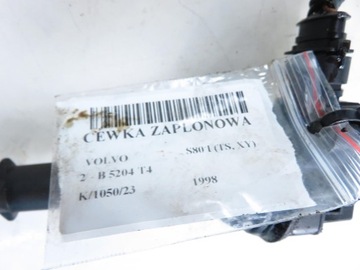 CEWKA ZAPŁONOWA
VOLVO S80 I (TS, XY)
2 - B 5204 T4
K/1050/23 1998